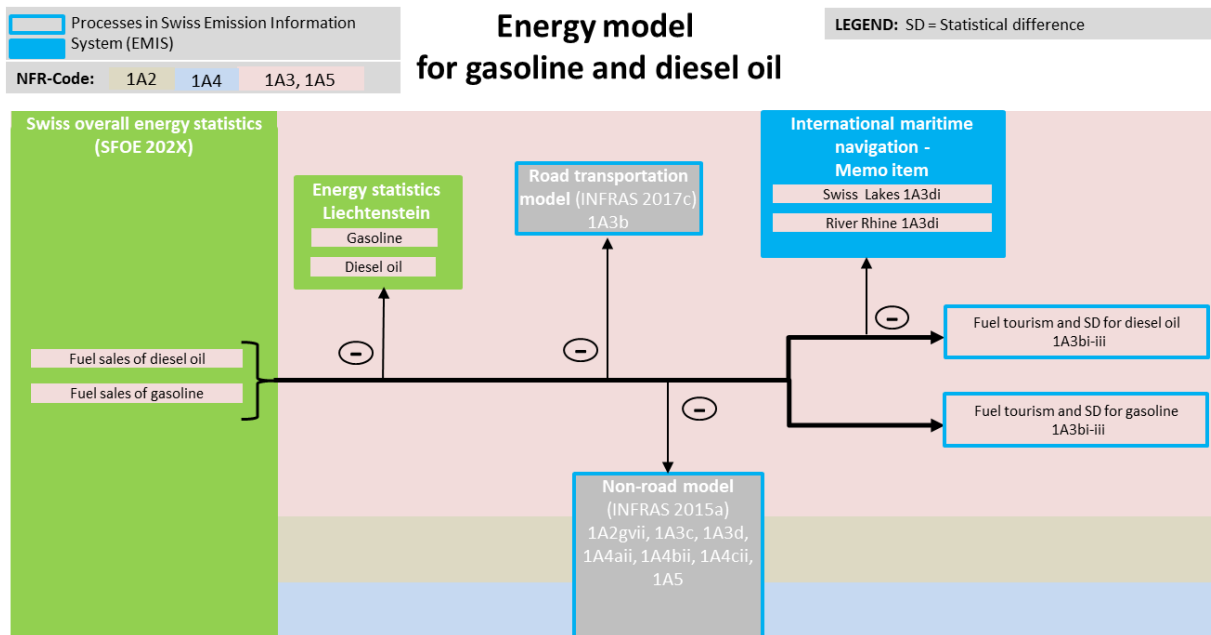 Processes in Swiss Emission Information
System (EMIS)
NFR-Code: 1A2 1A4 1A3, 1A5
Energy model
for gasoline and diesel oil
LEGEND: SD = Statistical difference
Swiss overall energy statistics
(SFOE 202X)
Energy statistics
Liechtenstein
Gasoline
Diesel oil
Road transportation
model (INFRAS 2017c)
1A3b
International maritime
navigation -
Memo item
Swiss Lakes 1A3di
River Rhine 1A3di
Fuel sales of diesel oil
Fuel sales of gasoline
-
-
-
-
Fuel tourism and SD for diesel oil
1A3bi-iii
Fuel tourism and SD for gasoline
1A3bi-iii
Non-road model
(INFRAS 2015a)
1A2gvii, 1A3c, 1A3d,
1A4aii, 1A4bii, 1A4cii,
1A5